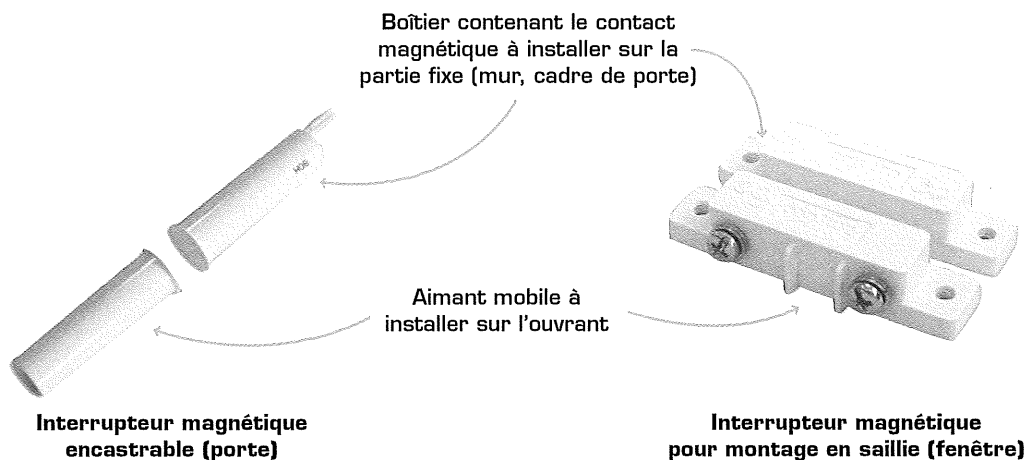 Boîtier contenant le contact
magnétique à installer sur la
partie fixe (mur, cadre de porte)
Aimant mobile à
installer sur l'ouvrant
Interrupteur magnétique
encastrable (porte)
Interrupteur magnétique
pour montage en saillie (fenêtre)